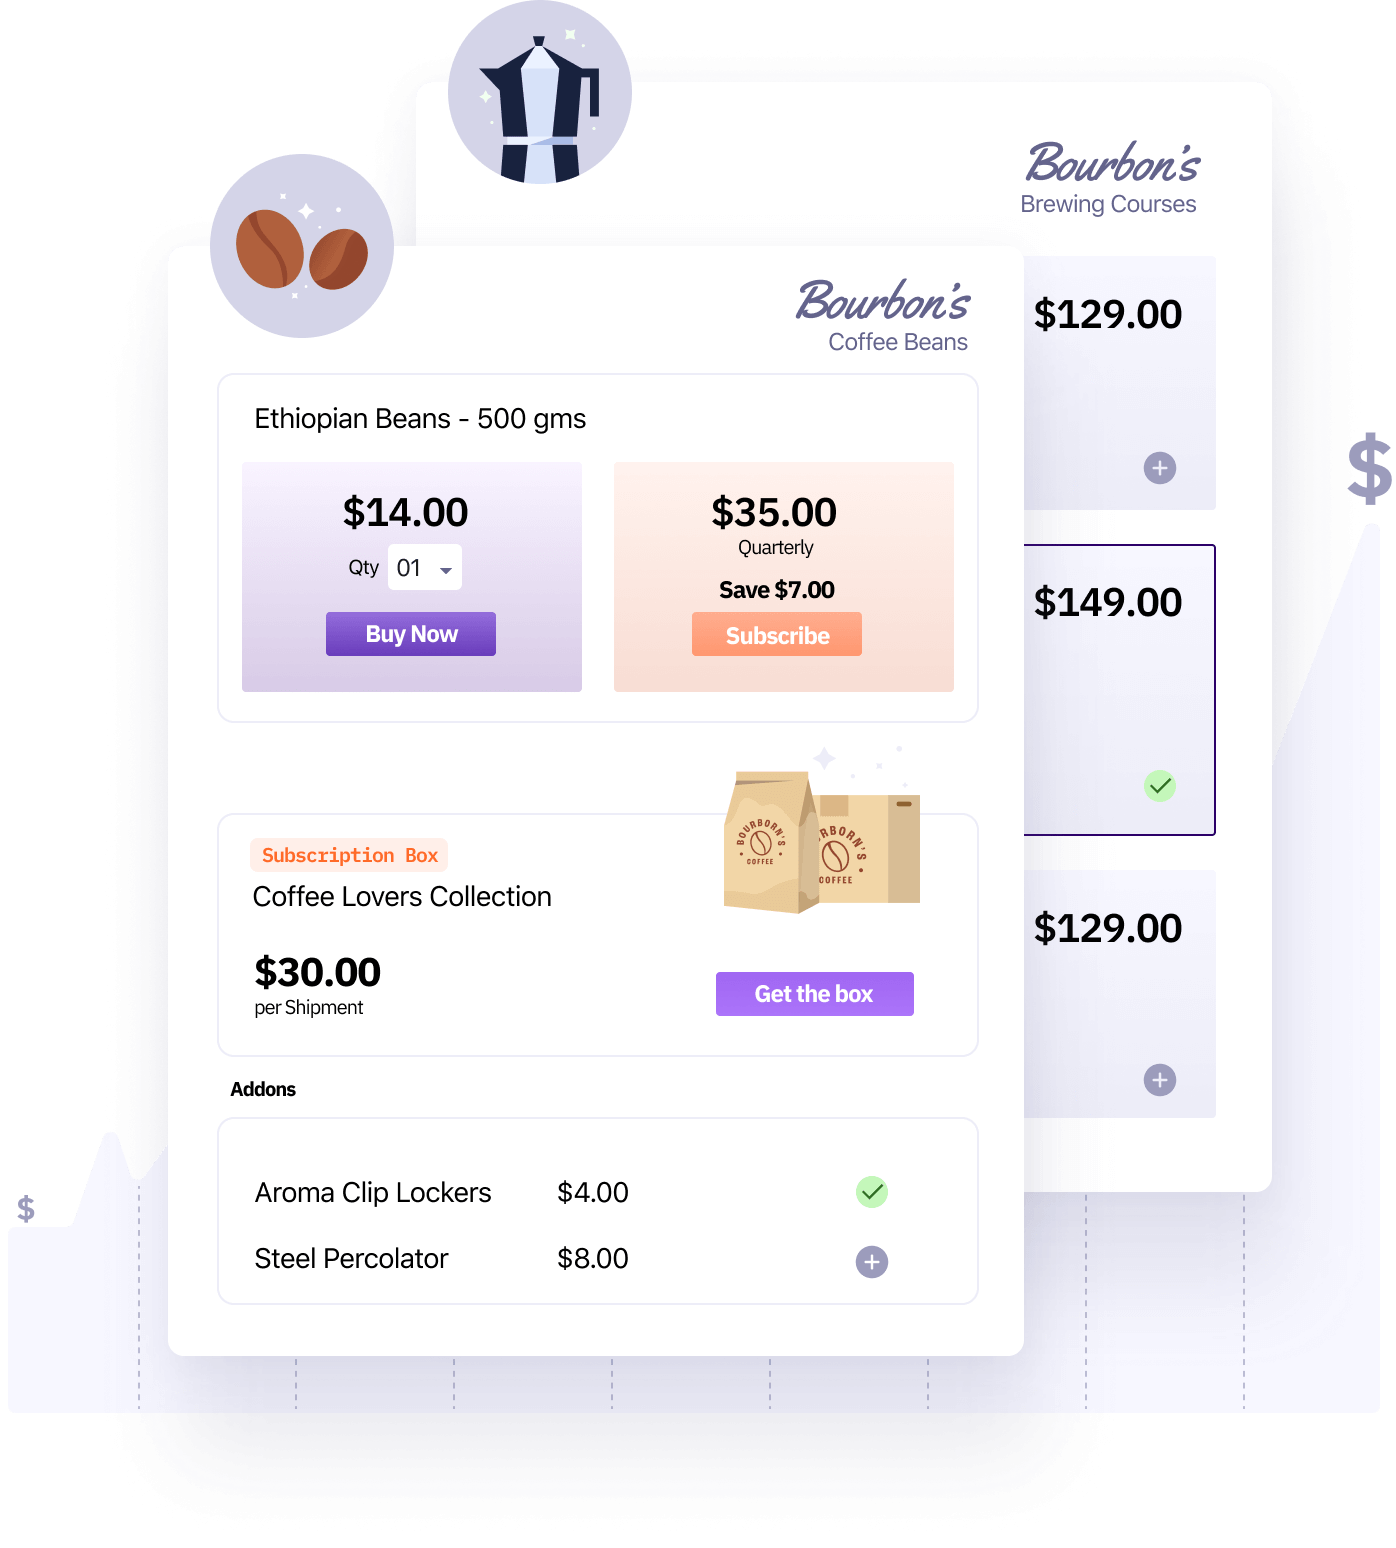 Bourbon's
Brewing Courses
$129.00
$149.00
$129.00
$
$
Bourbon's
Coffee Beans
Ethiopian Beans - 500 gms
$14.00
Qty 01
Buy Now
$35.00
Quarterly
Save $7.00
Subscribe
BOURBORN'S
COFFEE
RBORN'S
COFFEE
Subscription Box
Coffee Lovers Collection
$30.00
per Shipment
Get the box
Addons
Aroma Clip Lockers $4.00
Steel Percolator $8.00